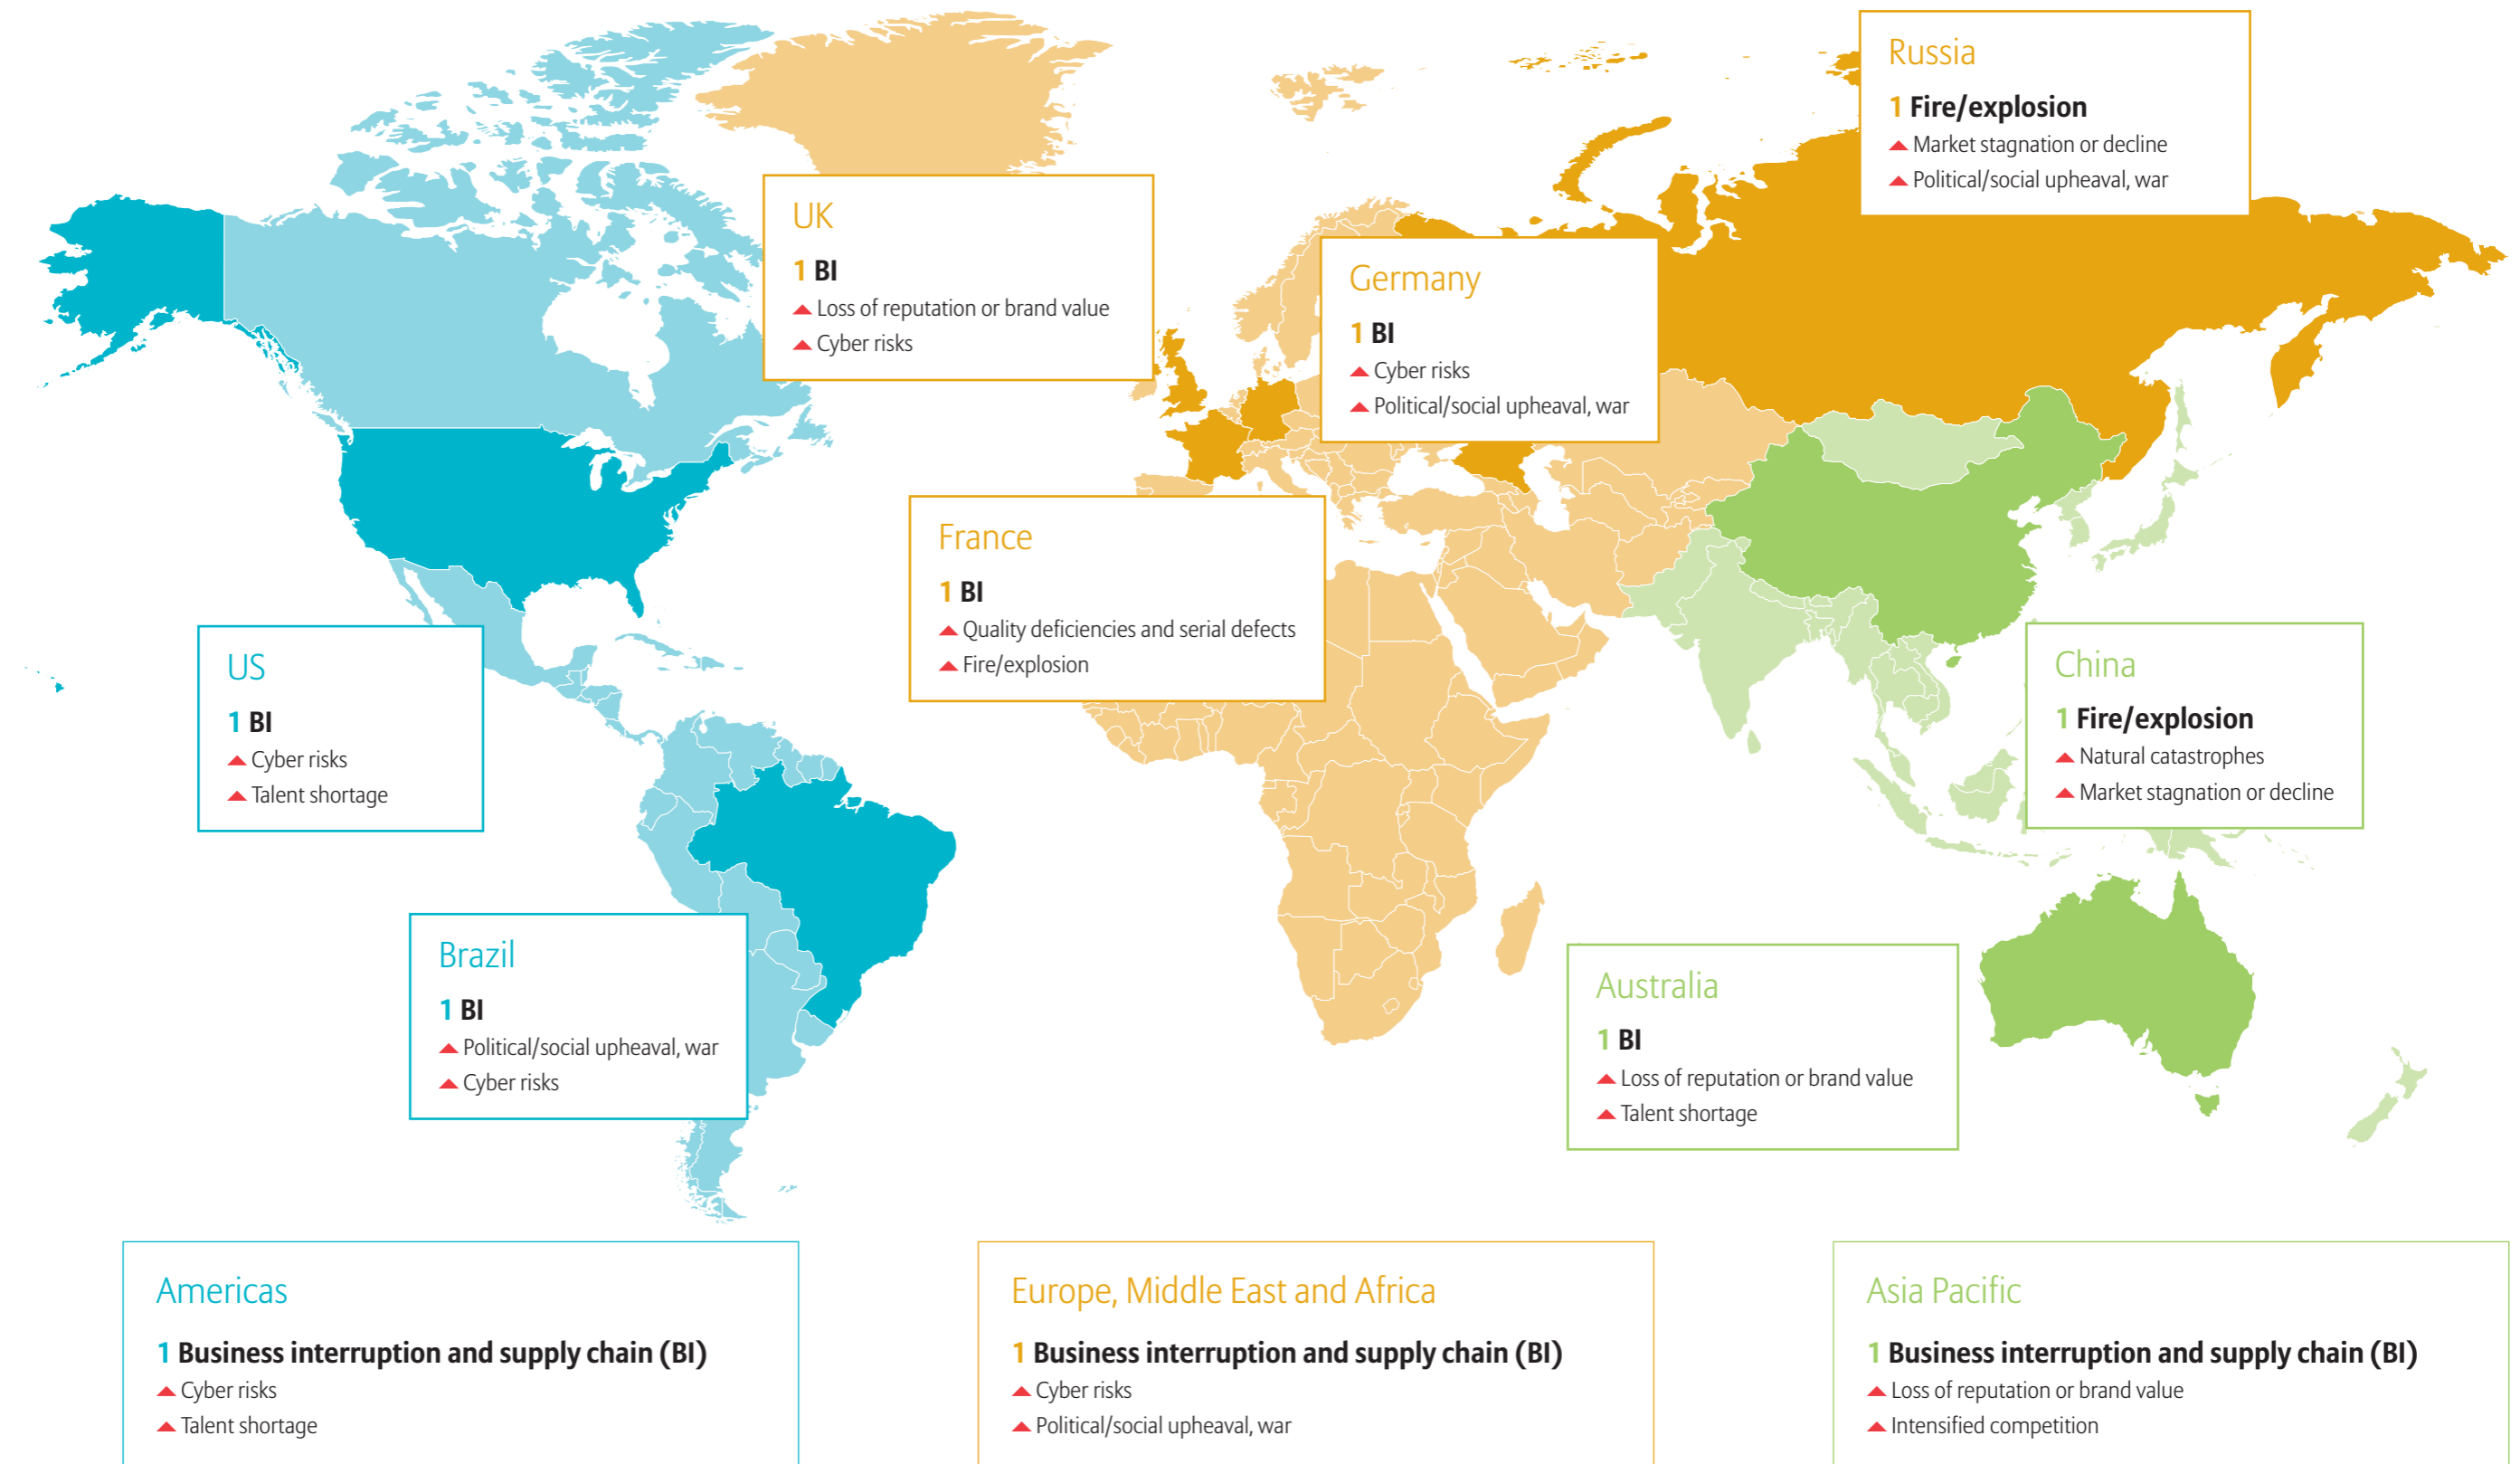 Russia
1 Fire/explosion
Market stagnation or decline
Political/social upheaval, war
UK
1 BI
Loss of reputation or brand value
Cyber risks
Germany
1 BI
Cyber risks
Political/social upheaval, war
France
1 BI
Quality deficiencies and serial defects
Fire/explosion
US
1 BI
Cyber risks
Talent shortage
China
1 Fire/explosion
Natural catastrophes
Market stagnation or decline
Brazil
1 BI
Political/social upheaval, war
Cyber risks
Australia
1 BI
Loss of reputation or brand value
Talent shortage
Americas
1 Business interruption and supply chain (BI)
Cyber risks
Talent shortage
Europe, Middle East and Africa
1 Business interruption and supply chain (BI)
Cyber risks
Political/social upheaval, war
Asia Pacific
1 Business interruption and supply chain (BI)
Loss of reputation or brand value
Intensified competition